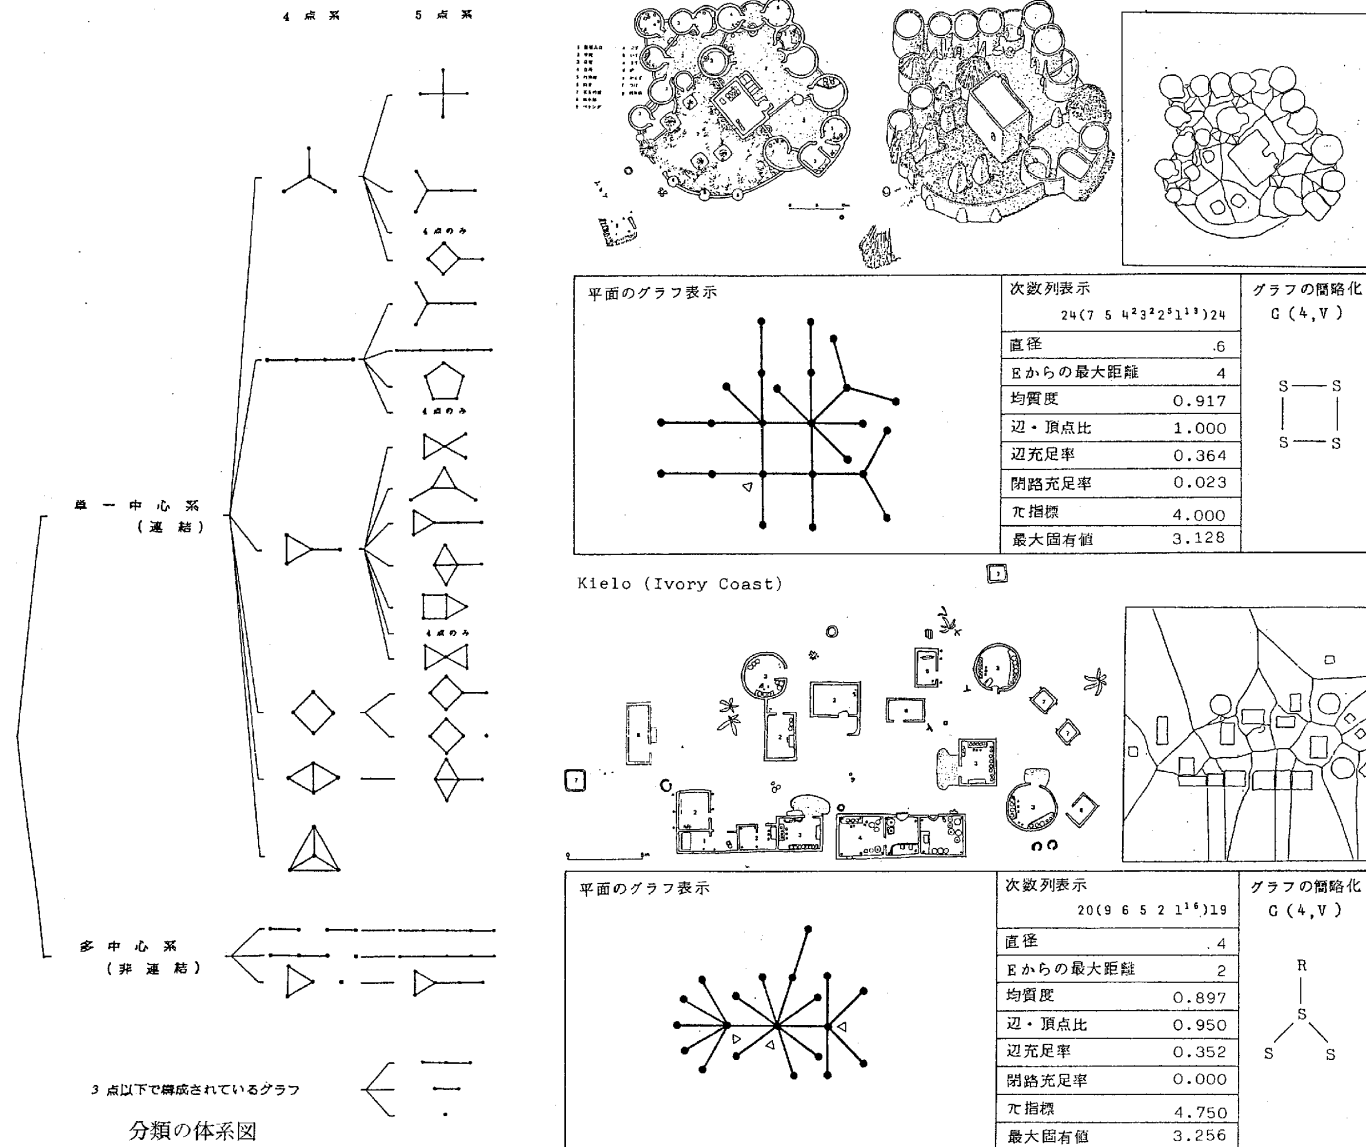 4 点 系
5 点 系
4 点のみ
4 点のみ
4 点のみ
単 一 中 心 系
(連 結)
多 中 心 系
(非 連 結)
3 点以下で構成されているグラフ
分類の体系図
平面のグラフ表示
次数列表示
24(7 5 4²3²2⁵1¹³)24
直径 .6
Eからの最大距離 4
均質度 0.917
辺・頂点比 1.000
辺充足率 0.364
閉路充足率 0.023
π指標 4.000
最大固有値 3.128
グラフの簡略化
G(4,V)
S S
S S
Kielo (Ivory Coast)
平面のグラフ表示
次数列表示
20(9 6 5 2 1¹⁶)19
直径 .4
Eからの最大距離 2
均質度 0.897
辺・頂点比 0.950
辺充足率 0.352
閉路充足率 0.000
π指標 4.750
最大固有値 3.256
グラフの簡略化
G(4,V)
R
S
S S